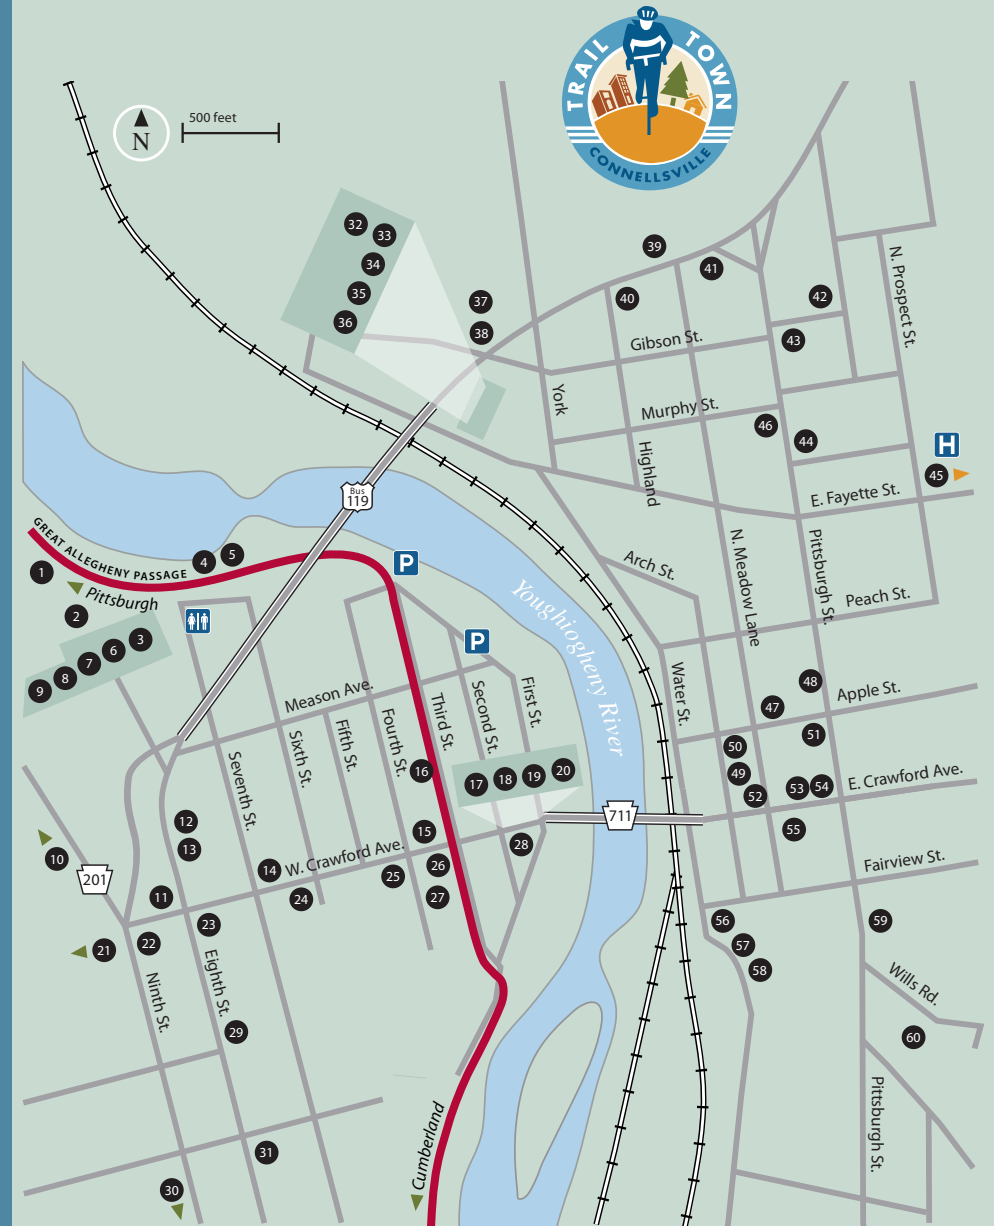 TRAIL TOWN
CONNELLSVILLE
N
500 feet
32
33
34
35
36
37
38
39
40
41
42
43
N. Prospect St.
Gibson St.
York
Murphy St.
46
44
H
45
Highland
E. Fayette St.
Bus
119
GREAT ALLEGHENY PASSAGE
1
4
5
P
Pittsburgh
2
3
6
7
8
9
P
Youghiogheny River
Arch St.
N. Meadow Lane
Pittsburgh St.
Peach St.
Water St.
48
47
Apple St.
51
50
49
52
53
54
E. Crawford Ave.
55
Fairview St.
Meason Ave.
First St.
Second St.
Third St.
Fourth St.
Fifth St.
Sixth St.
Seventh St.
16
17
18
19
20
711
12
13
15
28
10
201
14
W. Crawford Ave.
26
25
27
11
24
23
22
21
Eighth St.
Ninth St.
29
56
57
58
59
Wills Rd.
60
Pittsburgh St.
31
30
Cumberland